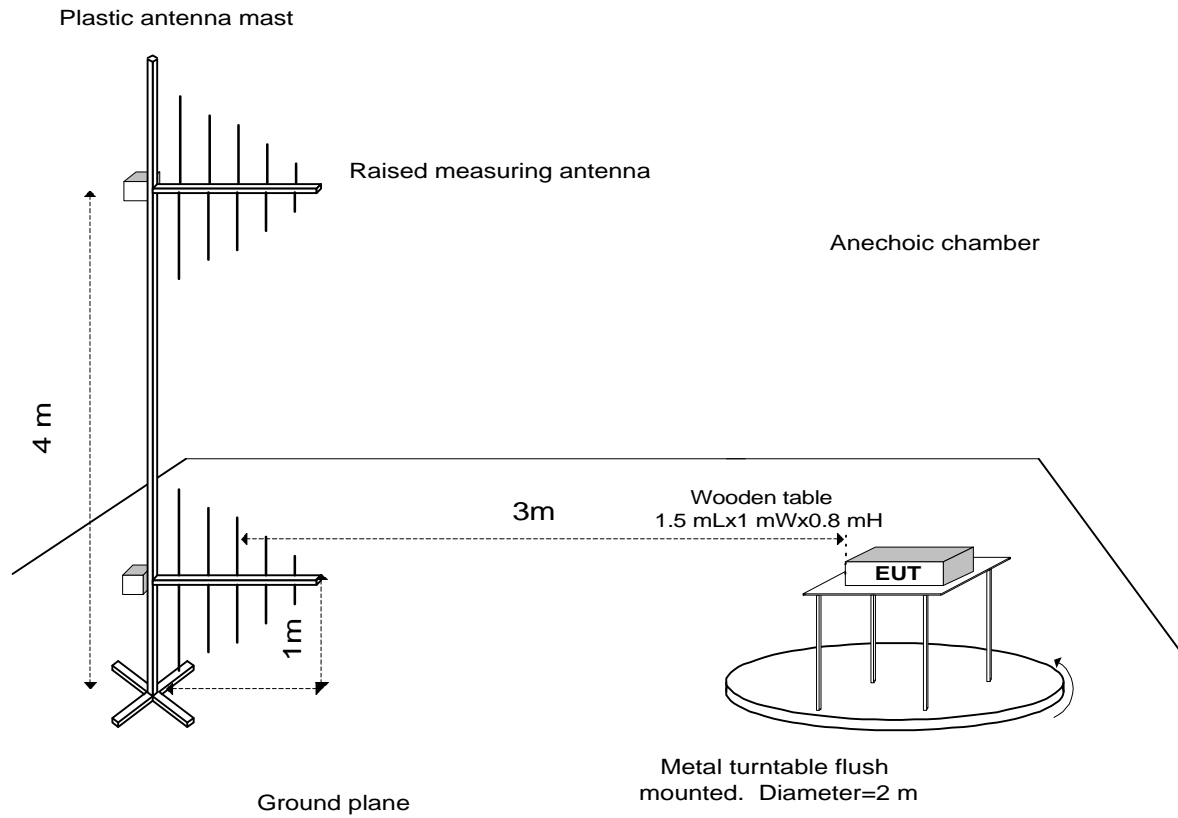 Plastic antenna mast
Raised measuring antenna
Anechoic chamber
4 m
3m
Wooden table
1.5 mLx1 mWx0.8 mH
EUT
1m
Metal turntable flush
mounted.  Diameter=2 m
Ground plane